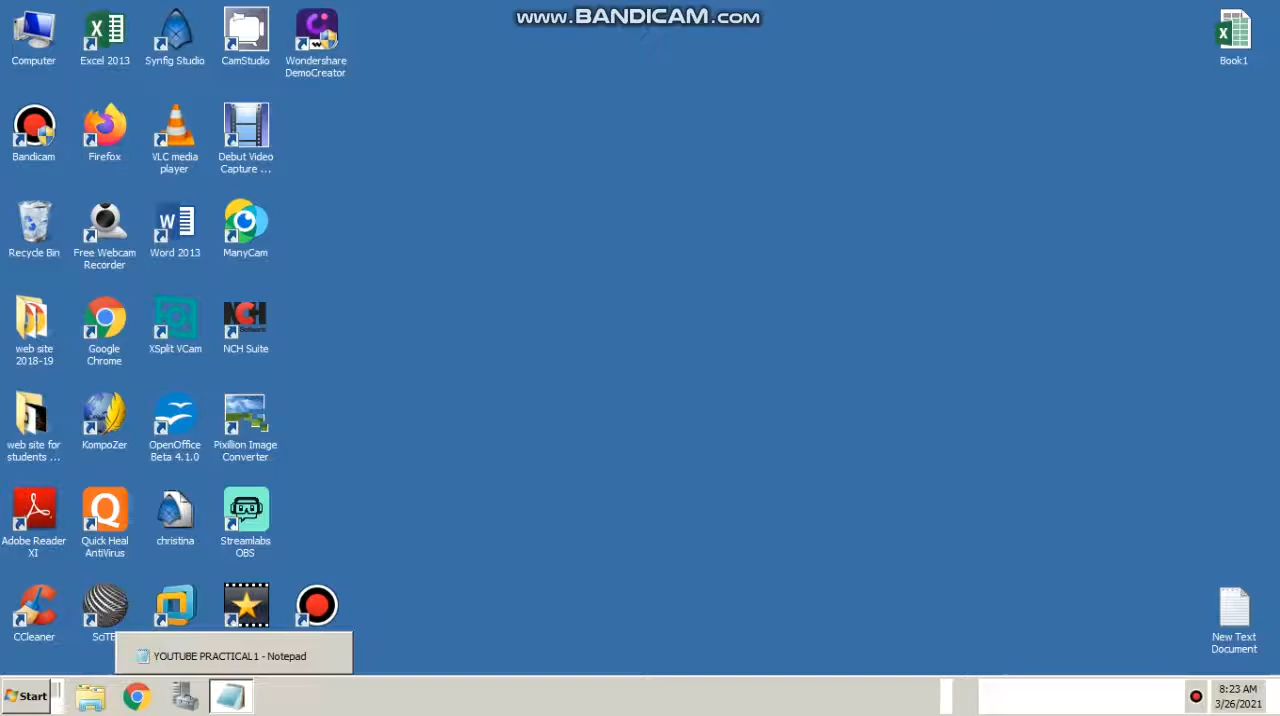 www.BANDICAM.com
Computer
Excel 2013
Synfig Studio
CamStudio
Wondershare
DemoCreator
Book1
Bandicam
Firefox
VLC media
player
Debut Video
Capture ...
Recycle Bin
Free Webcam
Recorder
Word 2013
ManyCam
web site
2018-19
Google
Chrome
XSplit VCam
NCH
Software
NCH Suite
web site for
students ...
KompoZer
OpenOffice
Beta 4.1.0
Pixillion Image
Converter
Adobe Reader
XI
Quick Heal
AntiVirus
christina
Streamlabs
OBS
CCleaner
SciTE
New Text
Document
YOUTUBE PRACTICAL1 - Notepad
Start
8:23 AM
3/26/2021